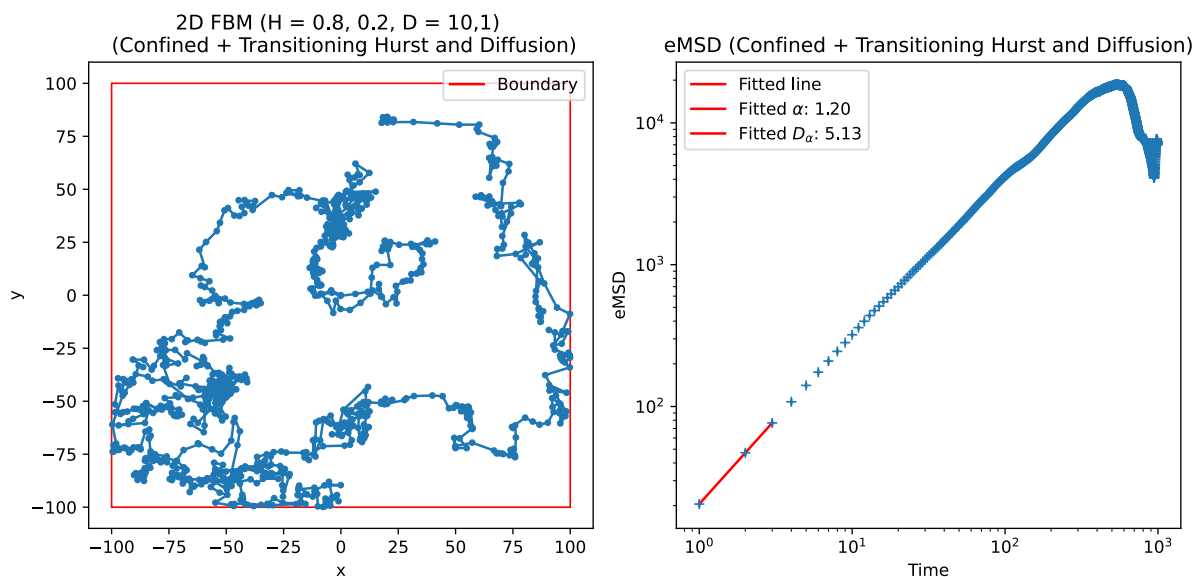 2D FBM (H = 0.8, 0.2, D = 10,1)
(Confined + Transitioning Hurst and Diffusion)
100
75
50
25
0
−25
−50
−75
−100
y
Boundary
−100
−75
−50
−25
0
25
50
75
100
x
eMSD (Confined + Transitioning Hurst and Diffusion)
Fitted line
Fitted α: 1.20
Fitted Dα: 5.13
10⁴
10³
10²
eMSD
10⁰
10¹
10²
10³
Time